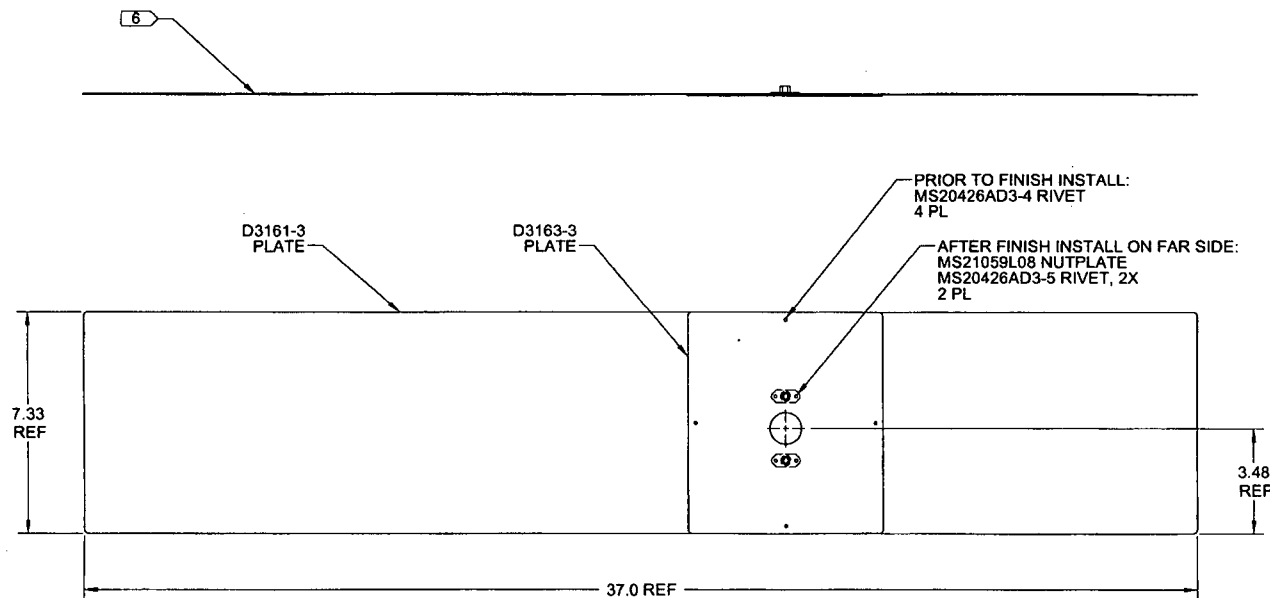 6
PRIOR TO FINISH INSTALL:
MS20426AD3-4 RIVET
4 PL
D3161-3
PLATE
D3163-3
PLATE
AFTER FINISH INSTALL ON FAR SIDE:
MS21059L08 NUTPLATE
MS20426AD3-5 RIVET, 2X
2 PL
7.33
REF
3.48
REF
37.0 REF